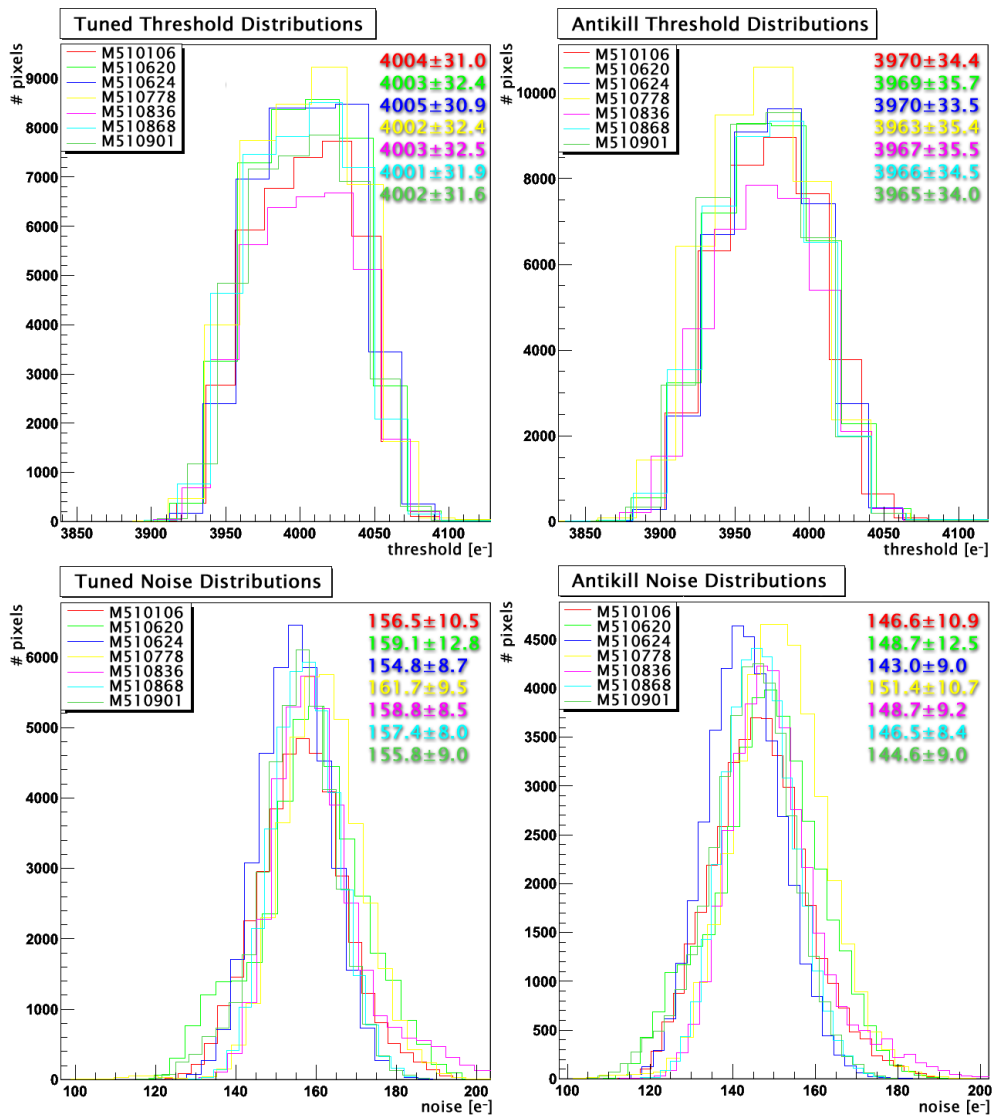 Tuned Threshold Distributions
# pixels
M510106
M510620
M510624
M510778
M510836
M510868
M510901
4004±31.0
4003±32.4
4005±30.9
4002±32.4
4003±32.5
4001±31.9
4002±31.6
9000
8000
7000
6000
5000
4000
3000
2000
1000
0
3850
3900
3950
4000
4050
4100
threshold [e-]
Antikill Threshold Distributions
# pixels
M510106
M510620
M510624
M510778
M510836
M510868
M510901
3970±34.4
3969±35.7
3970±33.5
3963±35.4
3967±35.5
3966±34.5
3965±34.0
10000
8000
6000
4000
2000
0
3850
3900
3950
4000
4050
4100
threshold [e-]
Tuned Noise Distributions
# pixels
M510106
M510620
M510624
M510778
M510836
M510868
M510901
156.5±10.5
159.1±12.8
154.8±8.7
161.7±9.5
158.8±8.5
157.4±8.0
155.8±9.0
6000
5000
4000
3000
2000
1000
0
100
120
140
160
180
200
noise [e-]
Antikill Noise Distributions
# pixels
M510106
M510620
M510624
M510778
M510836
M510868
M510901
146.6±10.9
148.7±12.5
143.0±9.0
151.4±10.7
148.7±9.2
146.5±8.4
144.6±9.0
4500
4000
3500
3000
2500
2000
1500
1000
500
0
100
120
140
160
180
200
noise [e-]